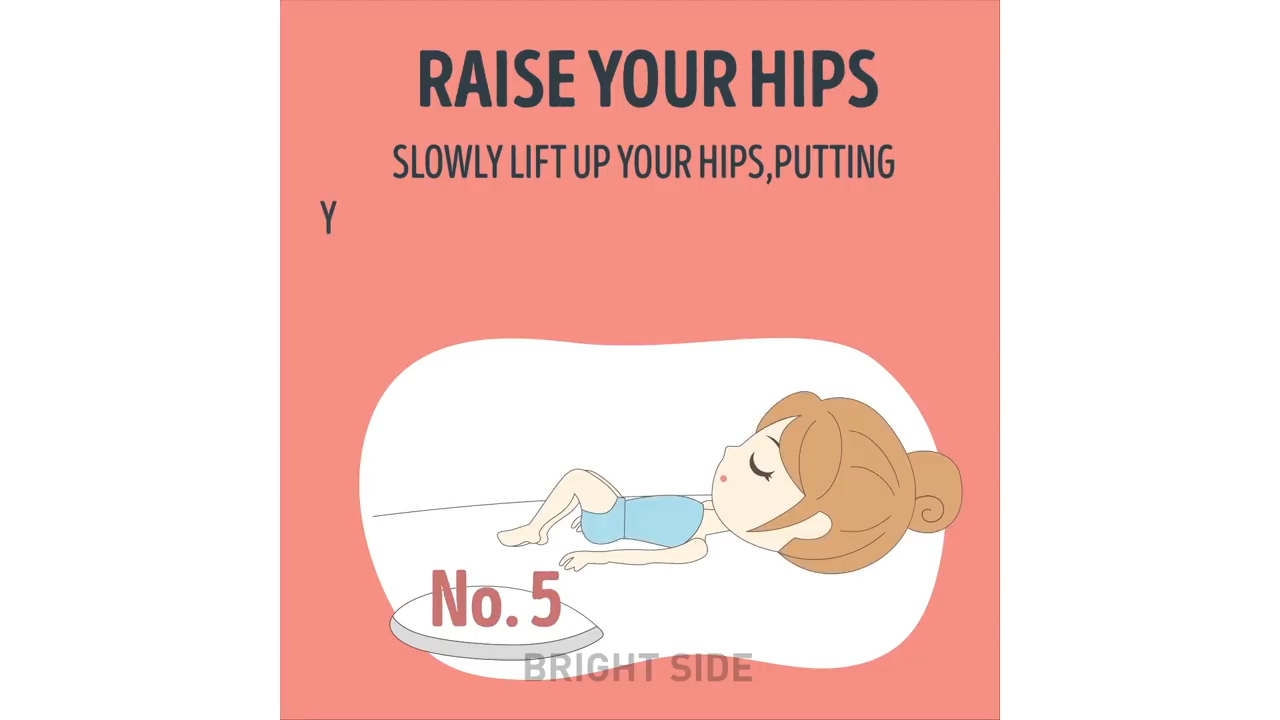 RAISE YOUR HIPS
SLOWLY LIFT UP YOUR HIPS,PUTTING
Y
No. 5
BRIGHT SIDE